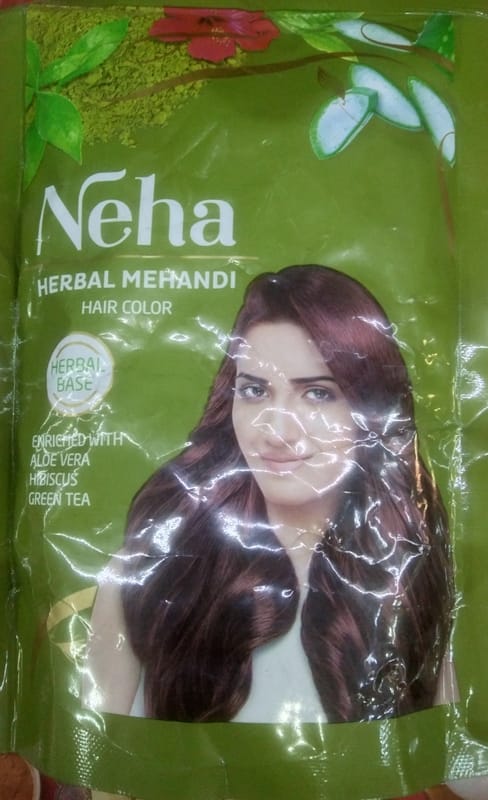 Neha
HERBAL MEHANDI
HAIR COLOR
HERBAL
BASE
ENRICHED WITH
ALOE VERA
HIBISCUS
GREEN TEA